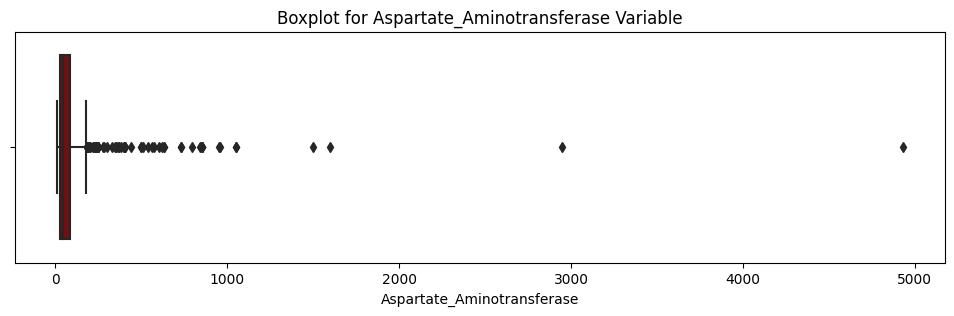 Boxplot for Aspartate_Aminotransferase Variable
0 1000 2000 3000 4000 5000
Aspartate_Aminotransferase